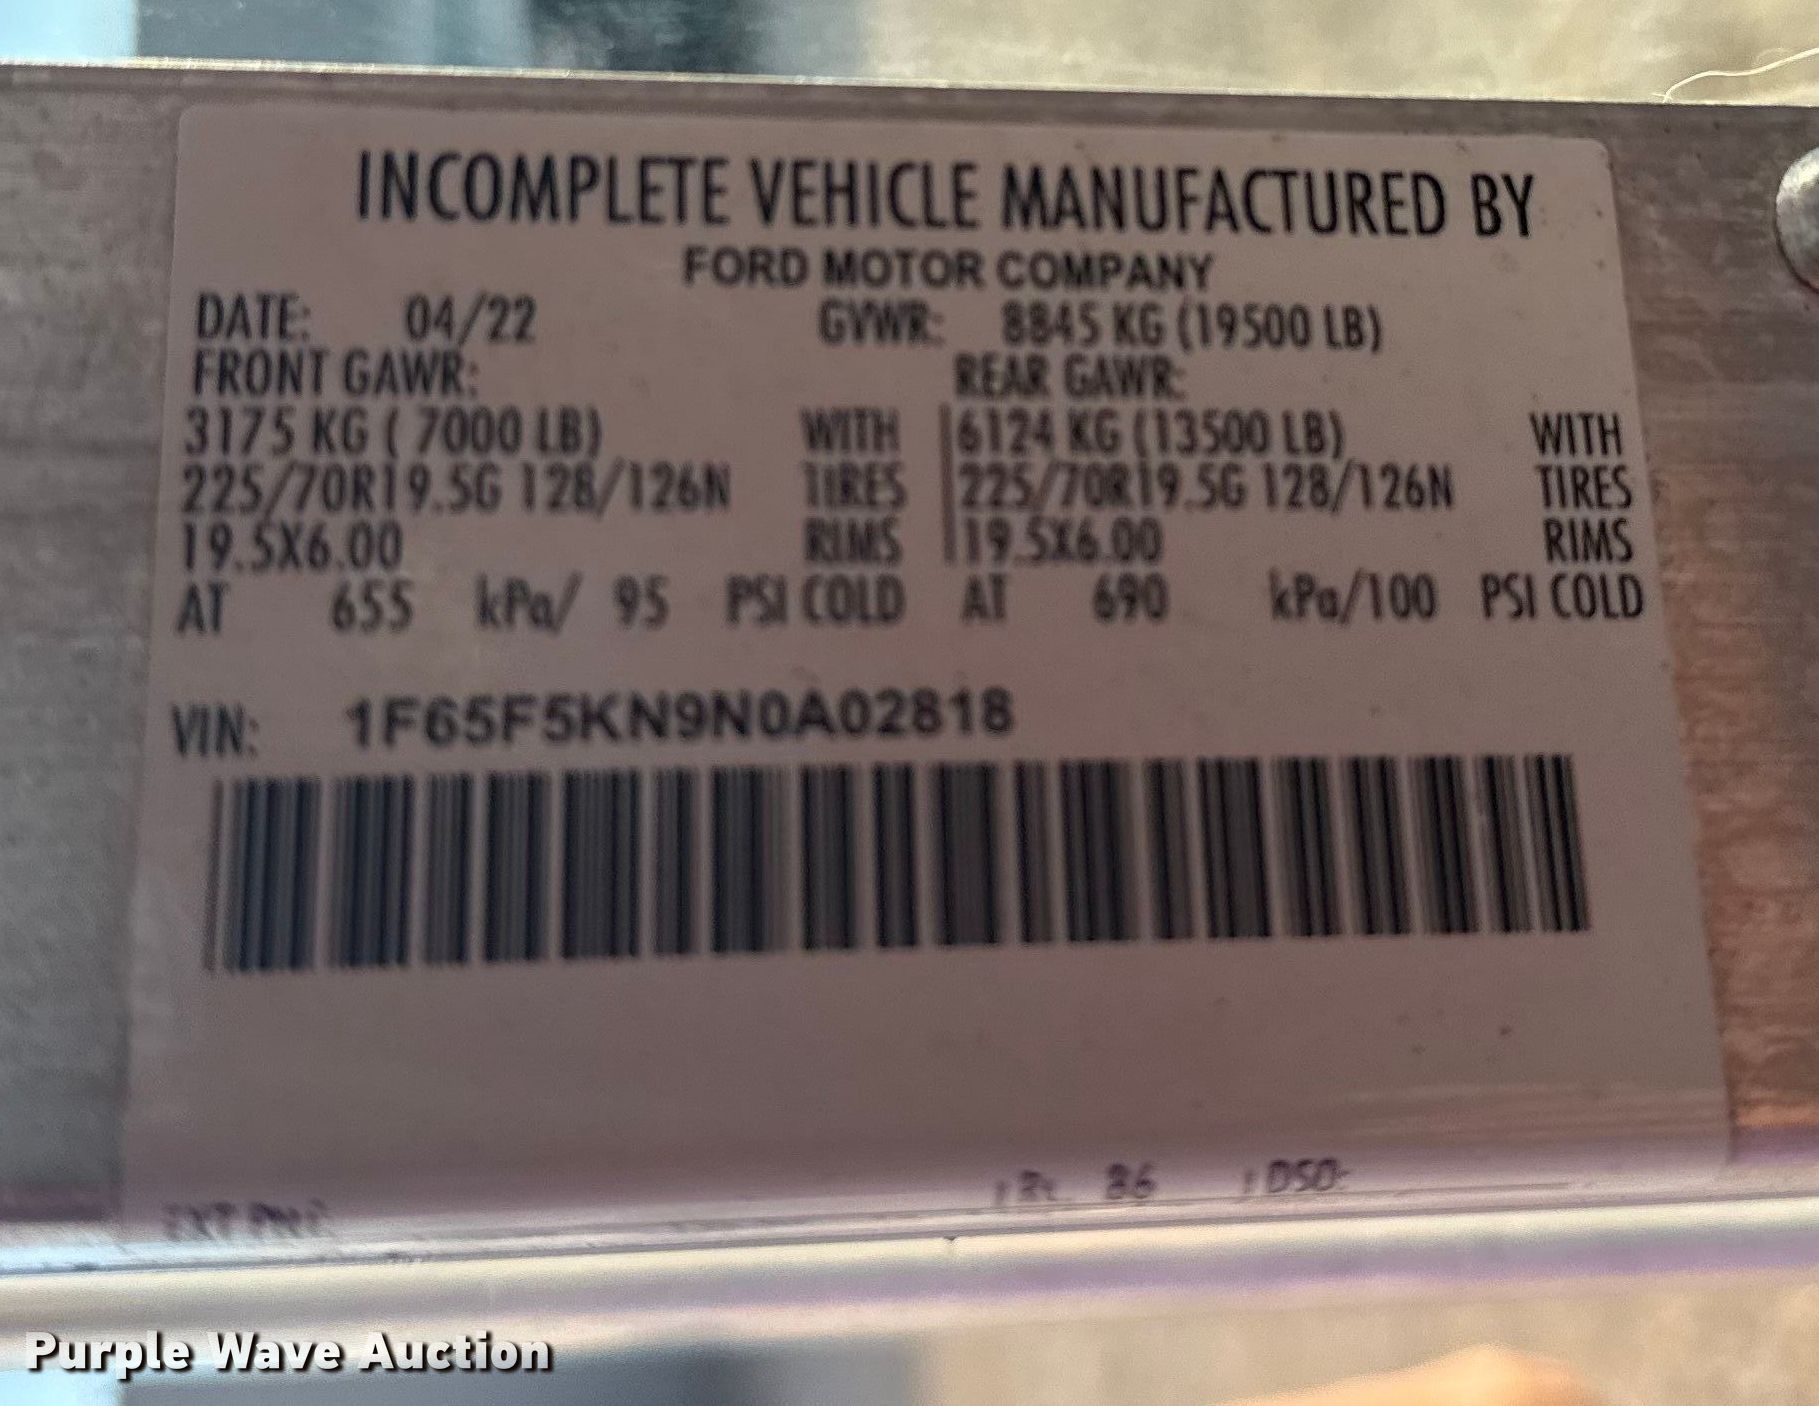 INCOMPLETE VEHICLE MANUFACTURED BY
FORD MOTOR COMPANY
DATE: 04/22 GVWR: 8845 KG (19500 LB)
FRONT GAWR: REAR GAWR:
3175 KG ( 7000 LB) WITH 6124 KG (13500 LB) WITH
225/70R19.5G 128/126N TIRES 225/70R19.5G 128/126N TIRES
19.5X6.00 RIMS 19.5X6.00 RIMS
AT 655 kPa/ 95 PSI COLD AT 690 kPa/100 PSI COLD
VIN: 1F65F5KN9N0A02818
86 DSO:
Purple Wave Auction